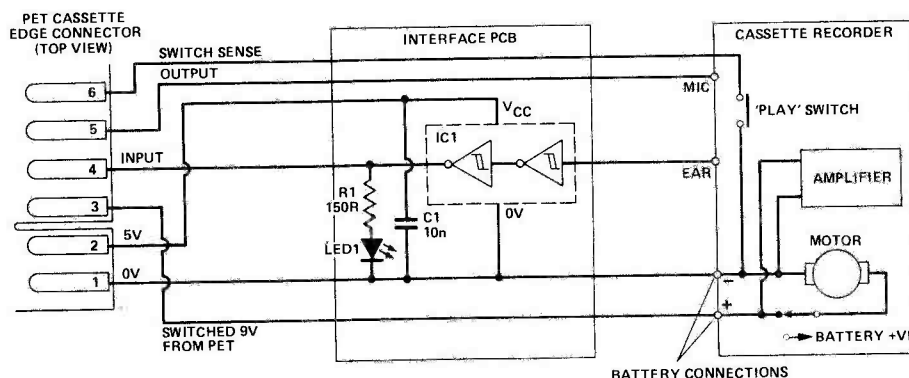 PET CASSETTE
EDGE CONNECTOR
(TOP VIEW)
INTERFACE PCB
CASSETTE RECORDER
SWITCH SENSE
OUTPUT
6
5
4
3
2
1
INPUT
5V
0V
SWITCHED 9V
FROM PET
VCC
IC1
0V
R1
150R
C1
10n
LED1
MIC
'PLAY' SWITCH
EAR
AMPLIFIER
MOTOR
–
+
BATTERY +V
BATTERY CONNECTIONS